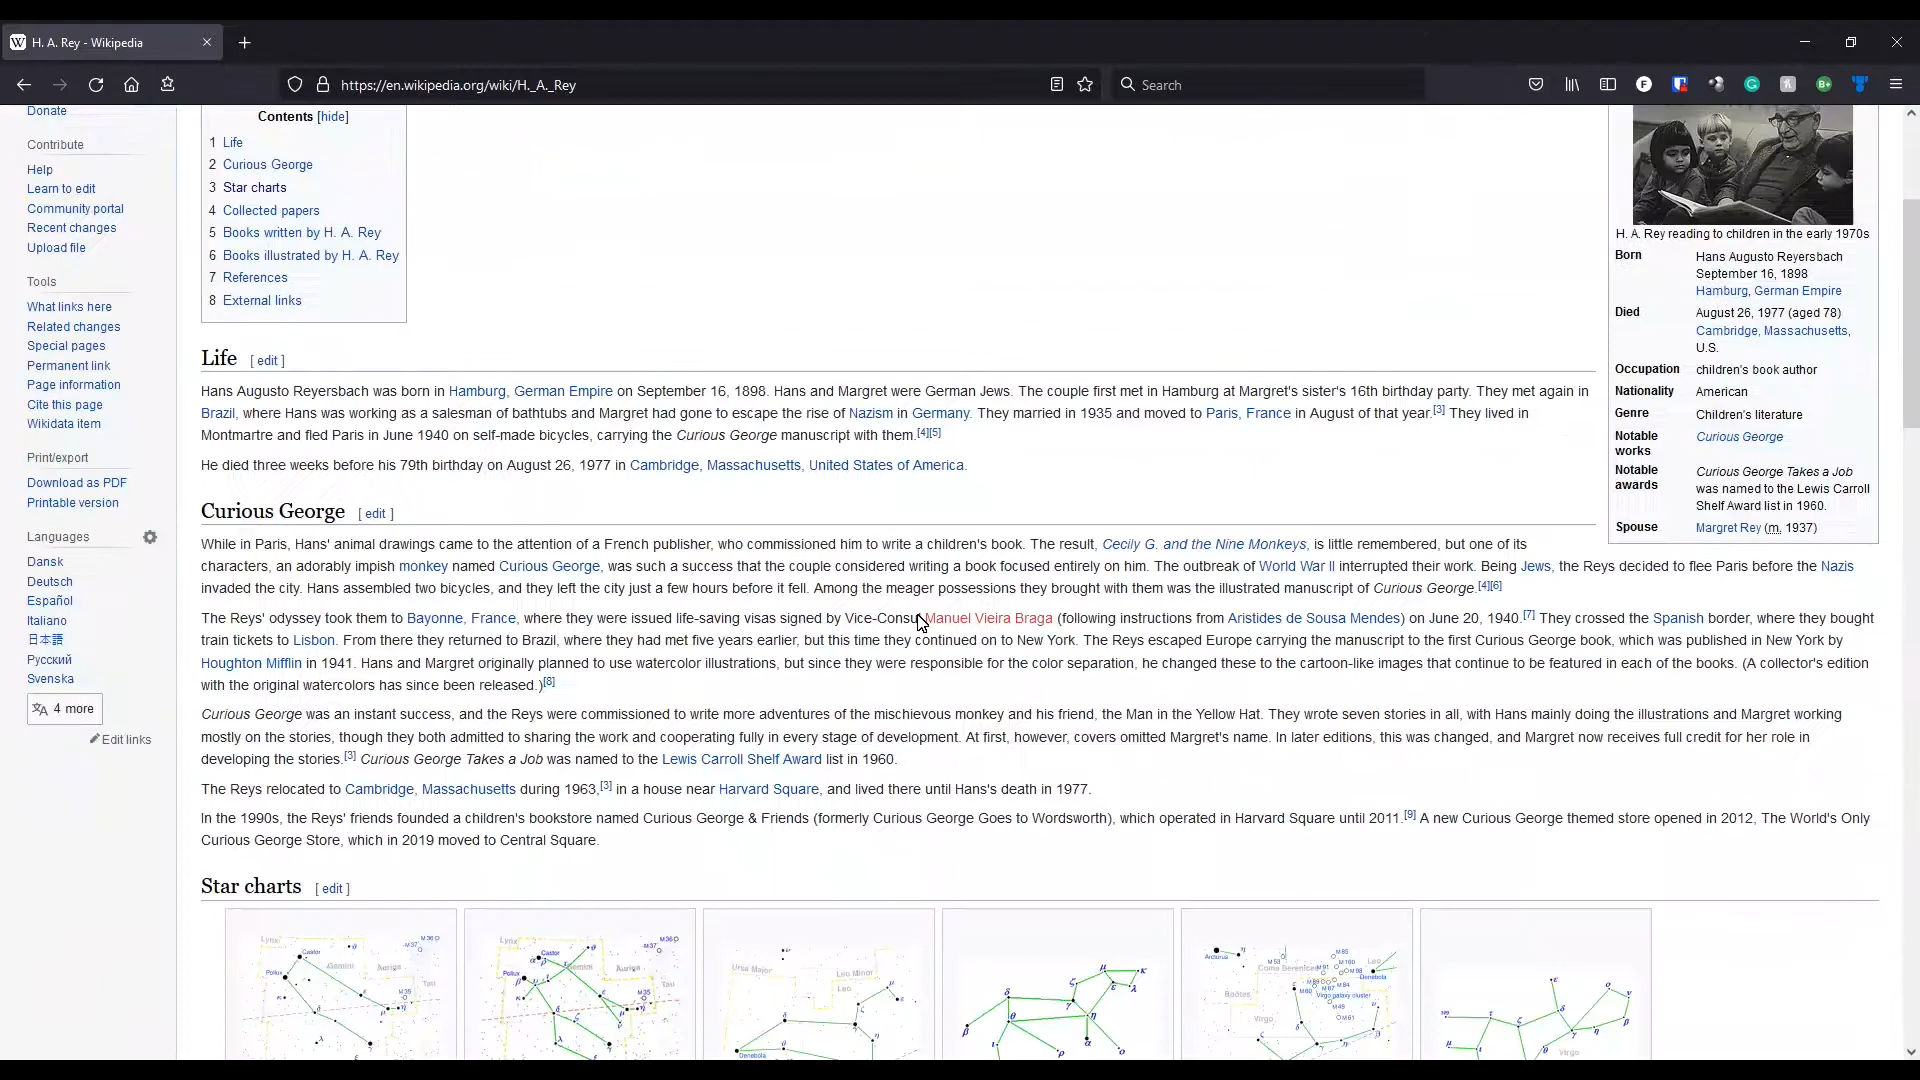 H. A. Rey - Wikipedia
https://en.wikipedia.org/wiki/H._A._Rey
Search
Donate
Contribute
Help
Learn to edit
Community portal
Recent changes
Upload file
Tools
What links here
Related changes
Special pages
Permanent link
Page information
Cite this page
Wikidata item
Print/export
Download as PDF
Printable version
Languages
Dansk
Deutsch
Español
Italiano
日本語
Русский
Svenska
4 more
Edit links
Contents [hide]
1 Life
2 Curious George
3 Star charts
4 Collected papers
5 Books written by H. A. Rey
6 Books illustrated by H. A. Rey
7 References
8 External links
H. A. Rey reading to children in the early 1970s
Born Hans Augusto Reyersbach
September 16, 1898
Hamburg, German Empire
Died August 26, 1977 (aged 78)
Cambridge, Massachusetts,
U.S.
Occupation children's book author
Nationality American
Genre Children's literature
Notable works Curious George
Notable awards Curious George Takes a Job
was named to the Lewis Carroll
Shelf Award list in 1960.
Spouse Margret Rey (m. 1937)
Life [ edit ]
Hans Augusto Reyersbach was born in Hamburg, German Empire on September 16, 1898. Hans and Margret were German Jews. The couple first met in Hamburg at Margret's sister's 16th birthday party. They met again in
Brazil, where Hans was working as a salesman of bathtubs and Margret had gone to escape the rise of Nazism in Germany. They married in 1935 and moved to Paris, France in August of that year.[3] They lived in
Montmartre and fled Paris in June 1940 on self-made bicycles, carrying the Curious George manuscript with them.[4][5]
He died three weeks before his 79th birthday on August 26, 1977 in Cambridge, Massachusetts, United States of America.
Curious George [ edit ]
While in Paris, Hans' animal drawings came to the attention of a French publisher, who commissioned him to write a children's book. The result, Cecily G. and the Nine Monkeys, is little remembered, but one of its
characters, an adorably impish monkey named Curious George, was such a success that the couple considered writing a book focused entirely on him. The outbreak of World War II interrupted their work. Being Jews, the Reys decided to flee Paris before the Nazis
invaded the city. Hans assembled two bicycles, and they left the city just a few hours before it fell. Among the meager possessions they brought with them was the illustrated manuscript of Curious George.[4][6]
The Reys' odyssey took them to Bayonne, France, where they were issued life-saving visas signed by Vice-Consul Manuel Vieira Braga (following instructions from Aristides de Sousa Mendes) on June 20, 1940.[7] They crossed the Spanish border, where they bought
train tickets to Lisbon. From there they returned to Brazil, where they had met five years earlier, but this time they continued on to New York. The Reys escaped Europe carrying the manuscript to the first Curious George book, which was published in New York by
Houghton Mifflin in 1941. Hans and Margret originally planned to use watercolor illustrations, but since they were responsible for the color separation, he changed these to the cartoon-like images that continue to be featured in each of the books. (A collector's edition
with the original watercolors has since been released.)[8]
Curious George was an instant success, and the Reys were commissioned to write more adventures of the mischievous monkey and his friend, the Man in the Yellow Hat. They wrote seven stories in all, with Hans mainly doing the illustrations and Margret working
mostly on the stories, though they both admitted to sharing the work and cooperating fully in every stage of development. At first, however, covers omitted Margret's name. In later editions, this was changed, and Margret now receives full credit for her role in
developing the stories.[3] Curious George Takes a Job was named to the Lewis Carroll Shelf Award list in 1960.
The Reys relocated to Cambridge, Massachusetts during 1963,[3] in a house near Harvard Square, and lived there until Hans's death in 1977.
In the 1990s, the Reys' friends founded a children's bookstore named Curious George & Friends (formerly Curious George Goes to Wordsworth), which operated in Harvard Square until 2011.[9] A new Curious George themed store opened in 2012, The World's Only
Curious George Store, which in 2019 moved to Central Square.
Star charts [ edit ]
Lynx
Castor
Pollux
Gemini
Auriga
M37
M36
M35
Tau
Lynx
Castor
Pollux
Auriga
M37
M36
M35
Tau
Ursa Major
Leo Minor
Leo
Denebola
Arcturus
Coma Berenices
Boötes
Virgo
Leo
Denebola
Virgo galaxy cluster
M49
M61
Virgo